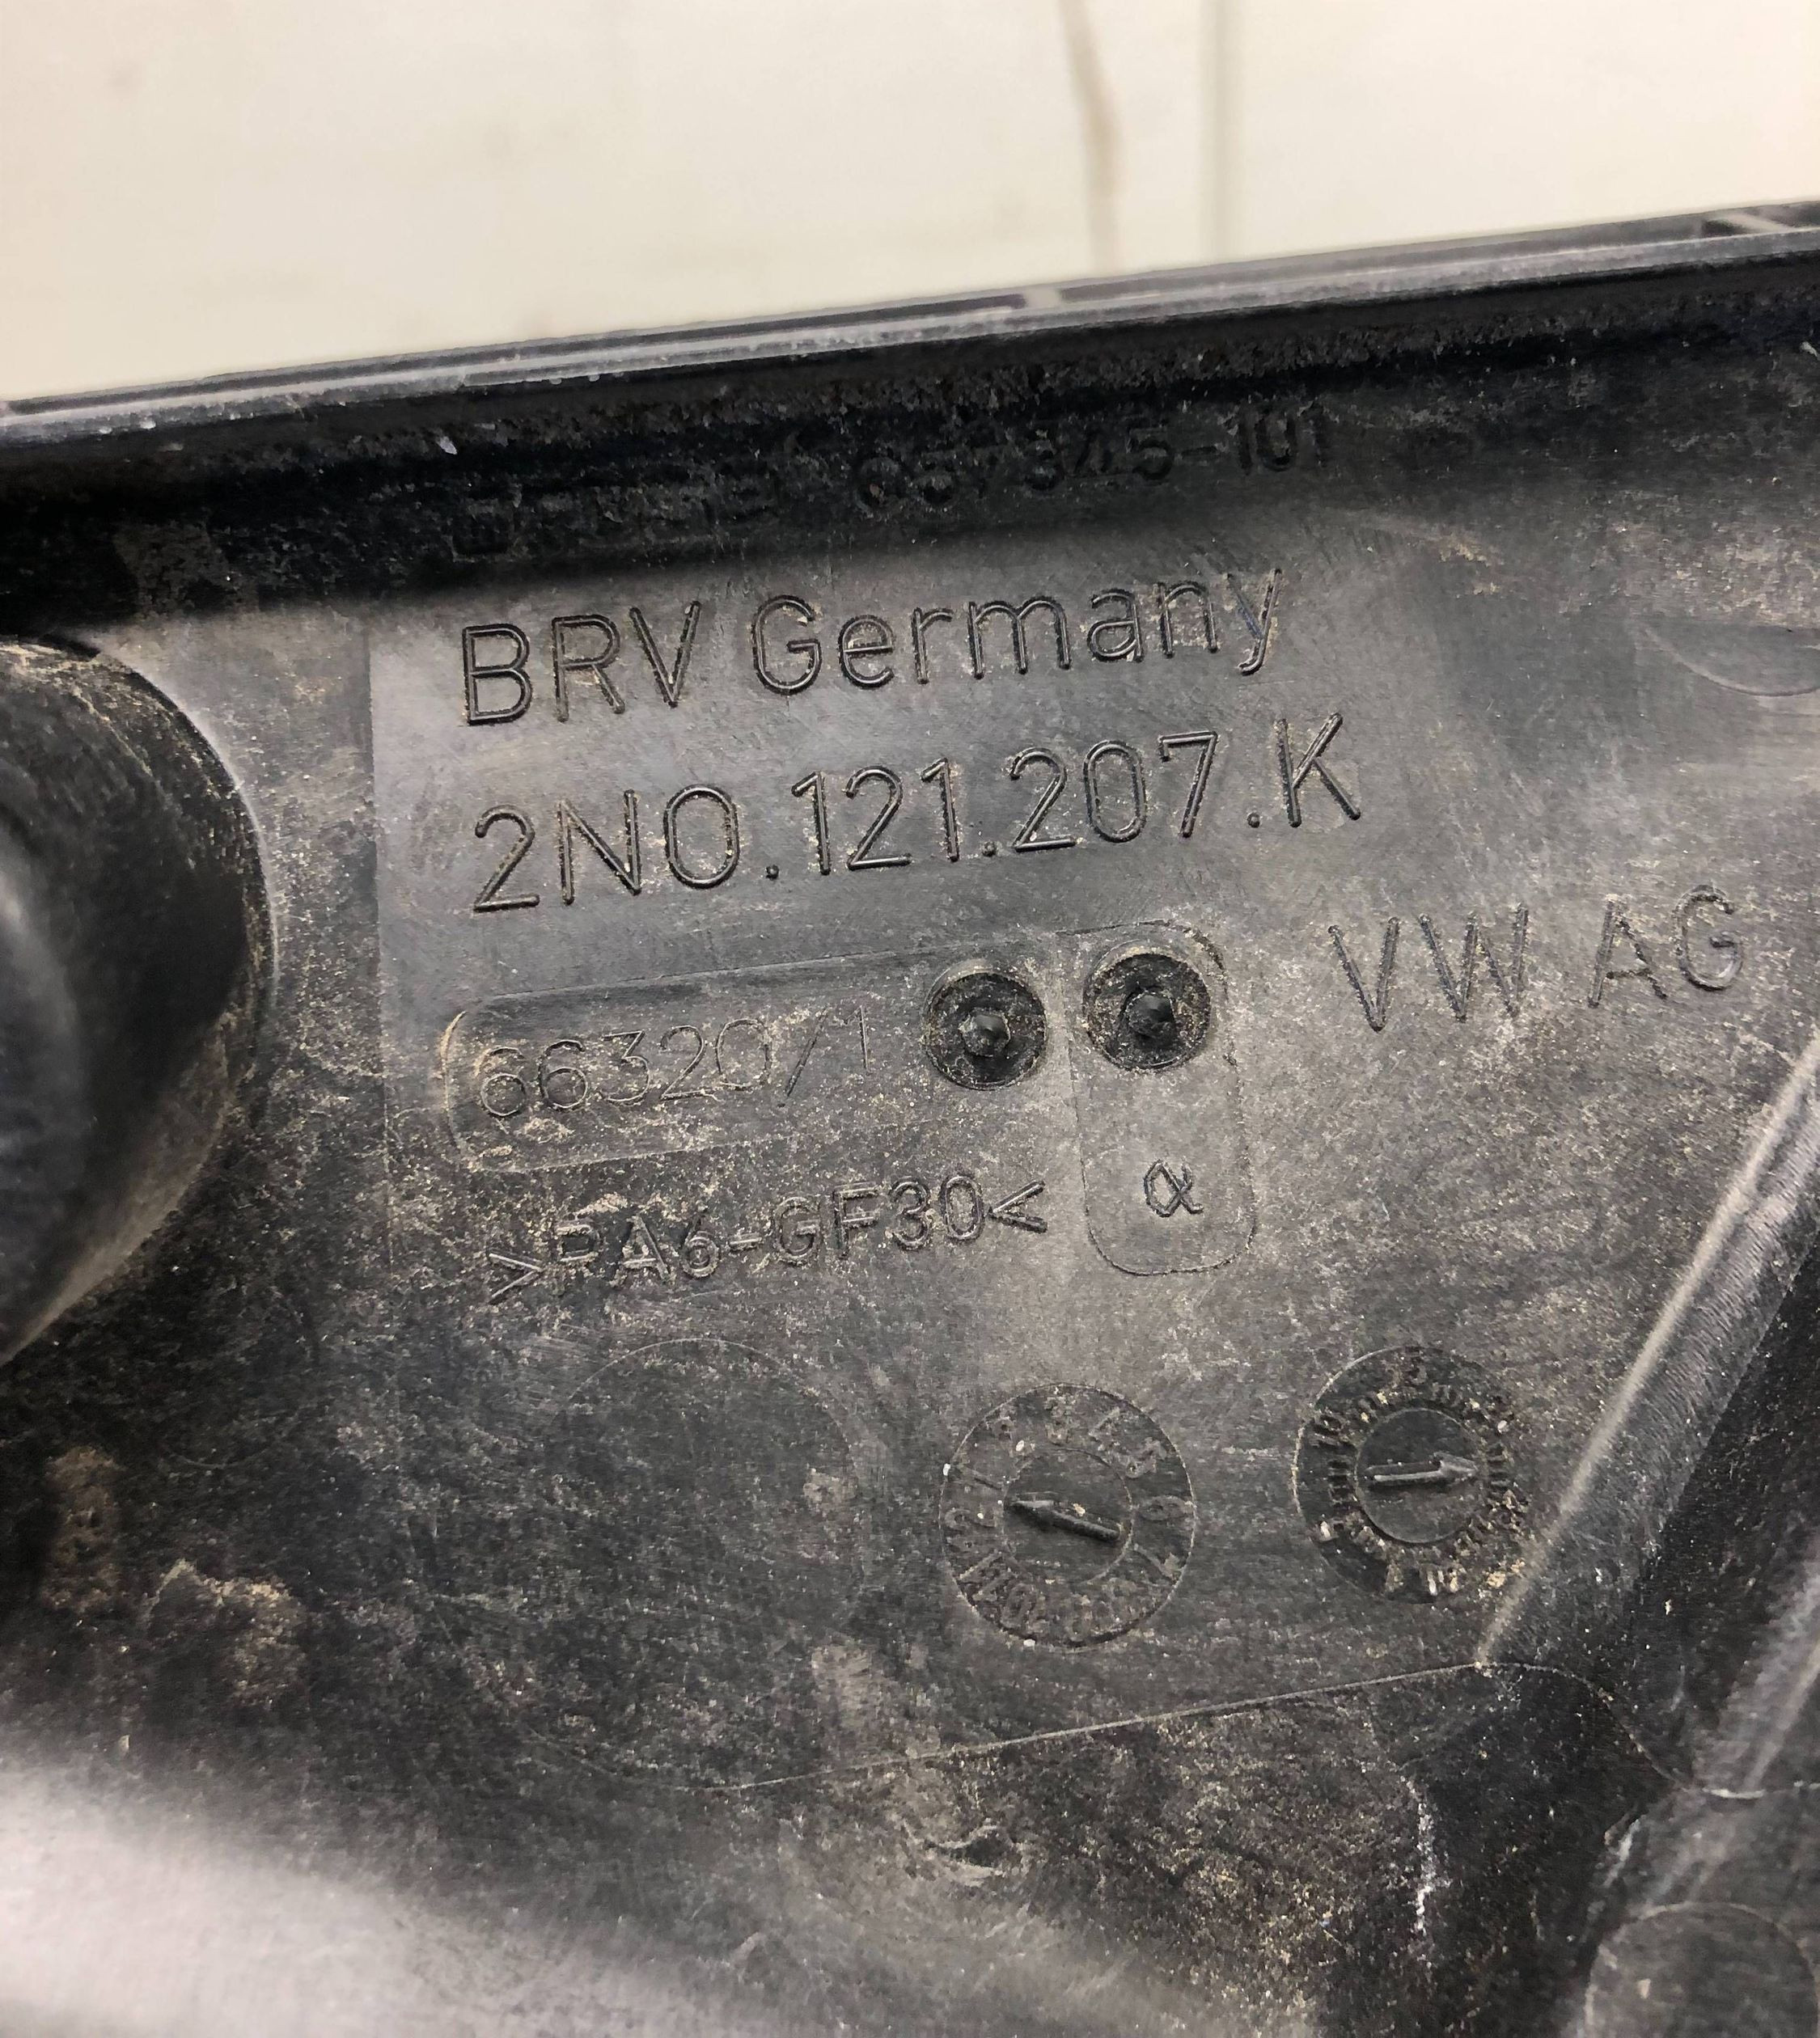 BRV Germany
2N0.121.207.K
VW AG
66320/1
α
>PA6-GF30<